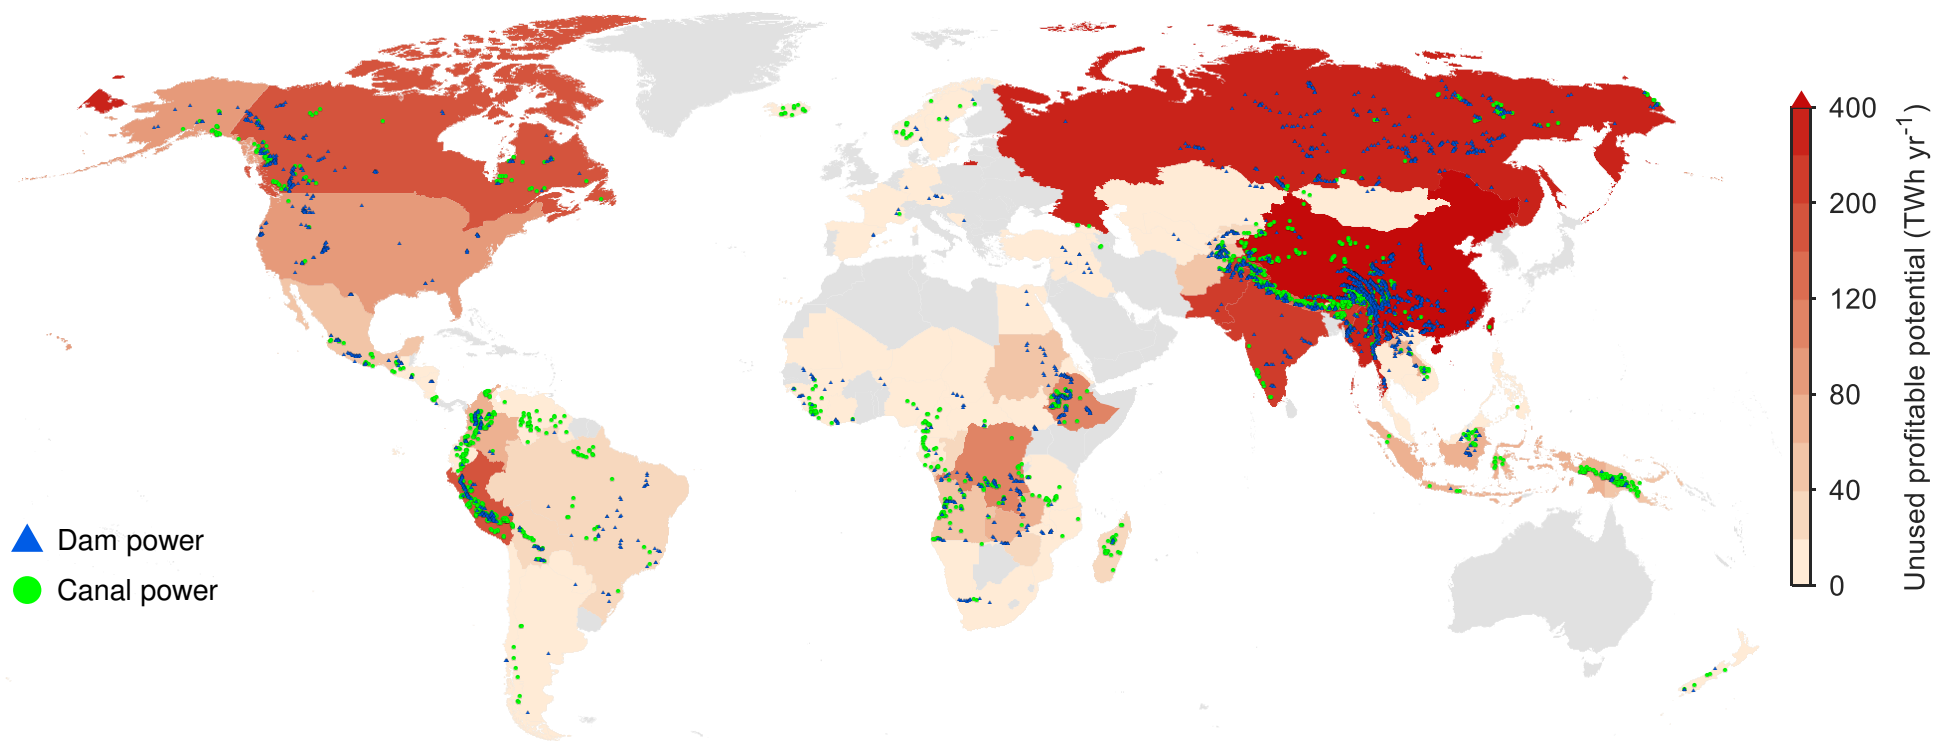 Dam power
Canal power
400
200
120
80
40
0
Unused profitable potential (TWh yr⁻¹)